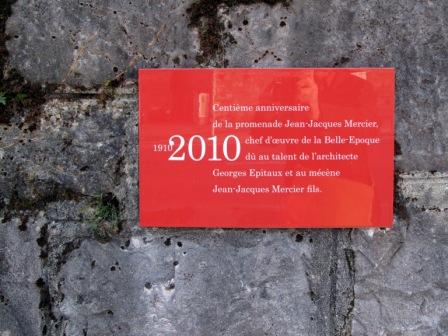 Centième anniversaire
de la promenade Jean-Jacques Mercier,
1910 2010 chef d'œuvre de la Belle-Epoque
dû au talent de l'architecte
Georges Epitaux et au mécène
Jean-Jacques Mercier fils.